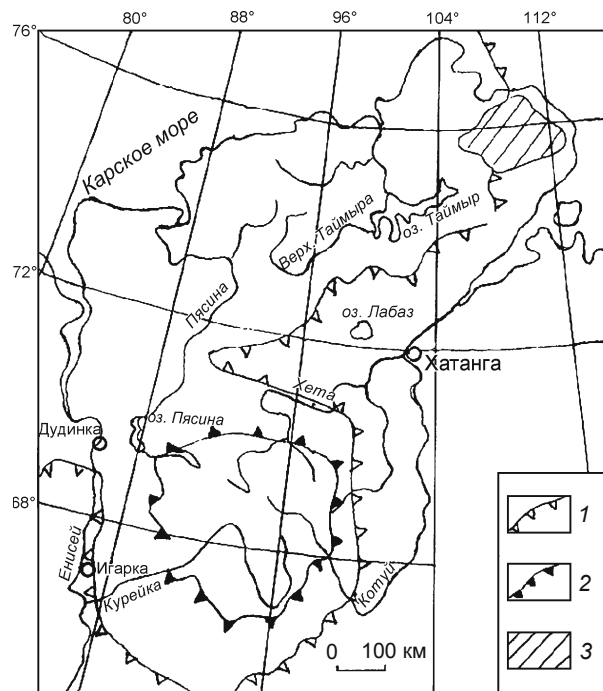 80° 88° 96° 104° 112°
76°
Карское море
Верх. Таймыра
оз. Таймыр
72°
Пясина
оз. Лабаз
Хатанга
Хета
оз. Пясина
Дудинка
68°
1
Енисей
Игарка
2
Курейка
Котуй
3
0 100 км